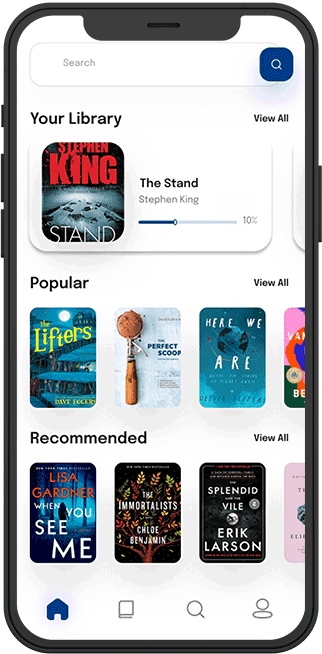 Search
Your Library
View All
STEPHEN
KING
The Stand
Stephen King
10%
STAND
Popular
View All
The
Lifters
DAVE EGGERS
THE
PERFECT
SCOOP
HERE WE
ARE
VAN
BE
Recommended
View All
LISA
GARDNER
WHEN
YOU
SEE
ME
THE
IMMORTALISTS
CHLOE
BENJAMIN
THE
SPLENDID
AND THE
VILE
ERIK
LARSON